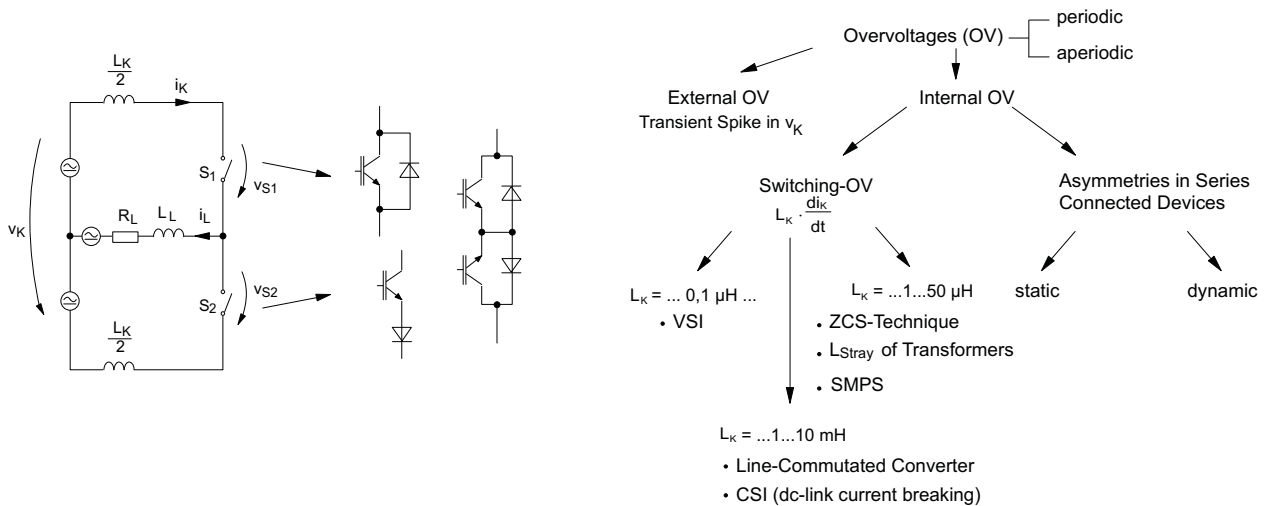 L_K
2
i_K
S_1
v_S1
v_K
R_L
L_L
i_L
S_2
v_S2
L_K
2
Overvoltages (OV)
periodic
aperiodic
External OV
Transient Spike in v_K
Internal OV
Switching-OV
L_K · di_K
dt
Asymmetries in Series
Connected Devices
L_K = ... 0,1 µH ...
• VSI
L_K = ...1...50 µH
• ZCS-Technique
• L_Stray of Transformers
• SMPS
static
dynamic
L_K = ...1...10 mH
• Line-Commutated Converter
• CSI (dc-link current breaking)